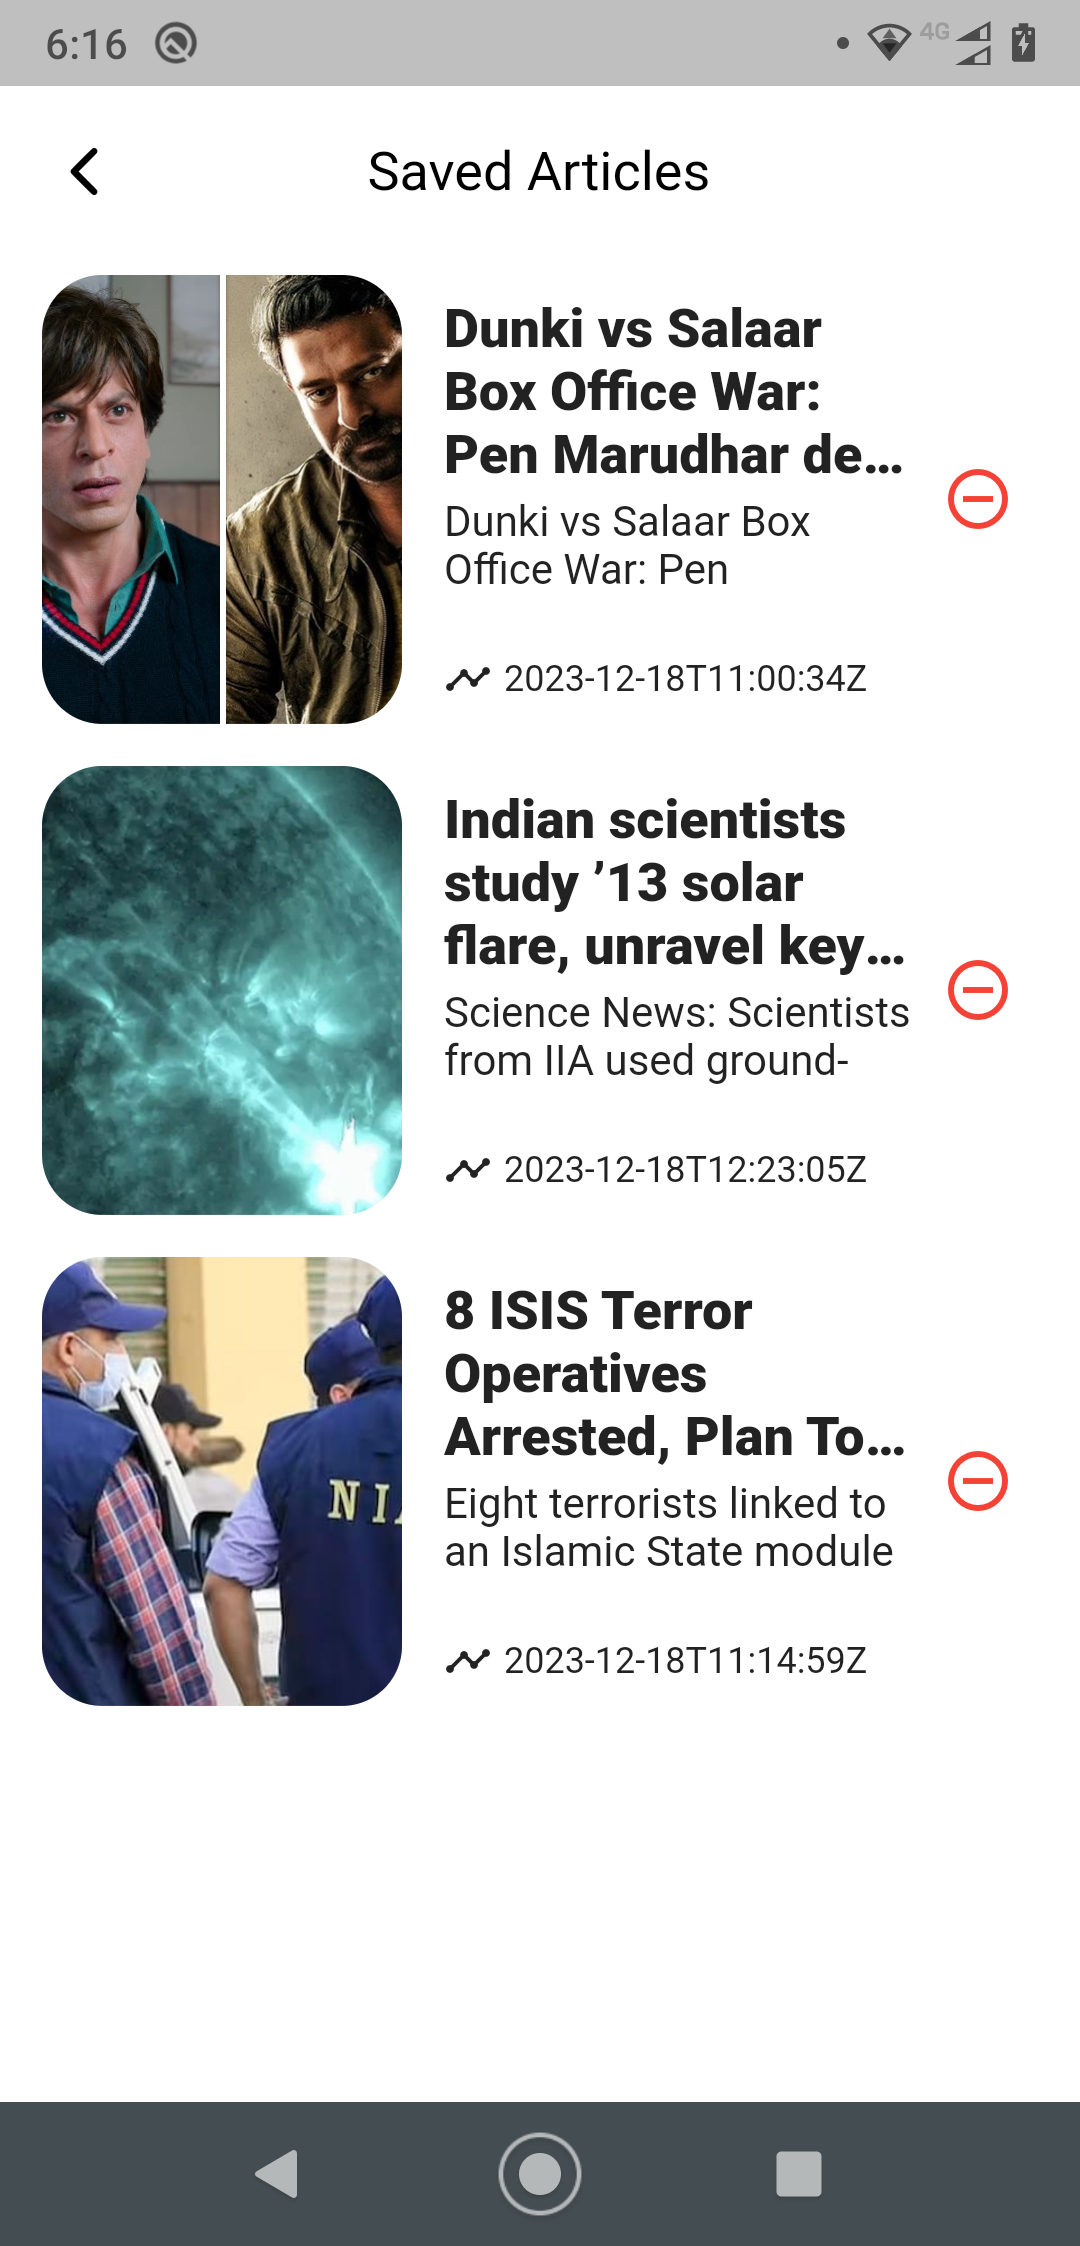 6:16
4G
Saved Articles
Dunki vs Salaar
Box Office War:
Pen Marudhar de...
Dunki vs Salaar Box
Office War: Pen
2023-12-18T11:00:34Z
Indian scientists
study ’13 solar
flare, unravel key...
Science News: Scientists
from IIA used ground-
2023-12-18T12:23:05Z
8 ISIS Terror
Operatives
Arrested, Plan To...
Eight terrorists linked to
an Islamic State module
2023-12-18T11:14:59Z
NIA